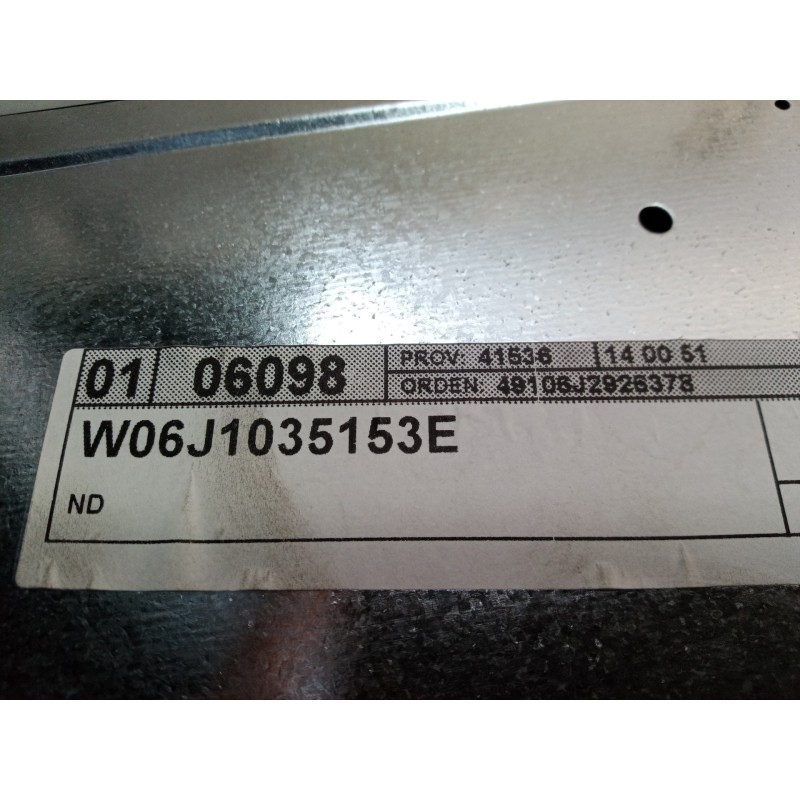 01 06098 PROV: 41536 14 00 51
ORDEN. 49106J2926378
W06J1035153E
ND